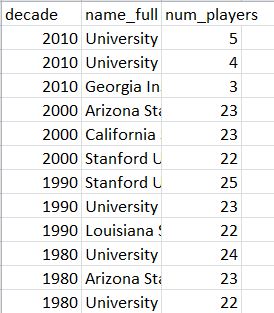 decade name_full num_players
2010 University 5
2010 University 4
2010 Georgia In 3
2000 Arizona Sta 23
2000 California 23
2000 Stanford U 22
1990 Stanford U 25
1990 University 23
1990 Louisiana S 22
1980 University 24
1980 Arizona Sta 23
1980 University 22